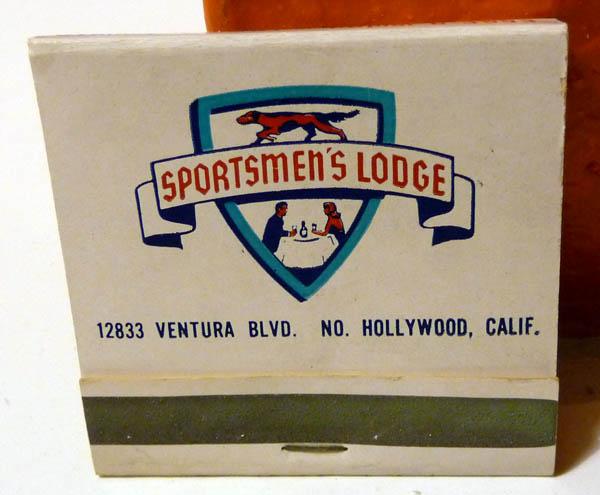 SPORTSMEN'S LODGE
12833 VENTURA BLVD. NO. HOLLYWOOD, CALIF.